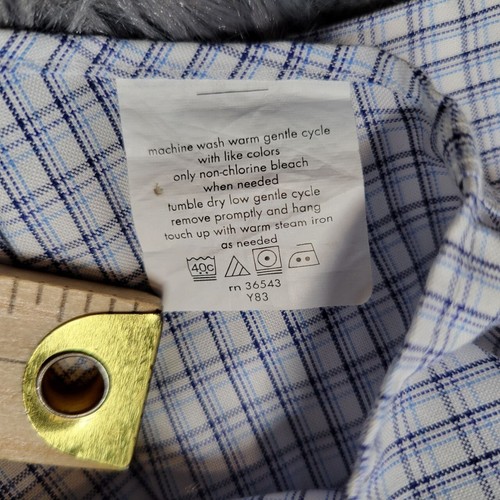 machine wash warm gentle cycle
with like colors
only non-chlorine bleach
when needed
tumble dry low gentle cycle
remove promptly and hang
touch up with warm steam iron
as needed
40c
rn 36543
Y83